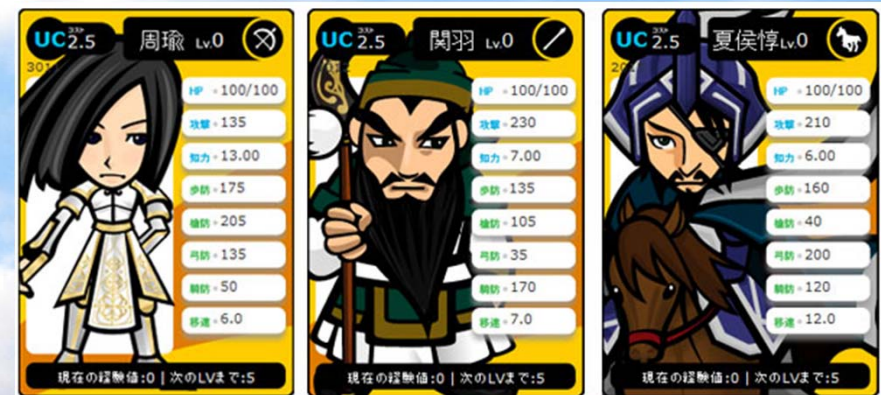 UC コスト 2.5 周瑜 Lv.0
HP 100/100
攻撃 135
知力 13.00
歩防 175
槍防 205
弓防 135
騎防 50
移速 6.0
現在の経験値:0 | 次のLVまで:5
UC コスト 2.5 関羽 Lv.0
HP 100/100
攻撃 230
知力 7.00
歩防 135
槍防 105
弓防 35
騎防 170
移速 7.0
現在の経験値:0 | 次のLVまで:5
UC コスト 2.5 夏侯惇 Lv.0
HP 100/100
攻撃 210
知力 6.00
歩防 160
槍防 40
弓防 200
騎防 120
移速 12.0
現在の経験値:0 | 次のLVまで:5